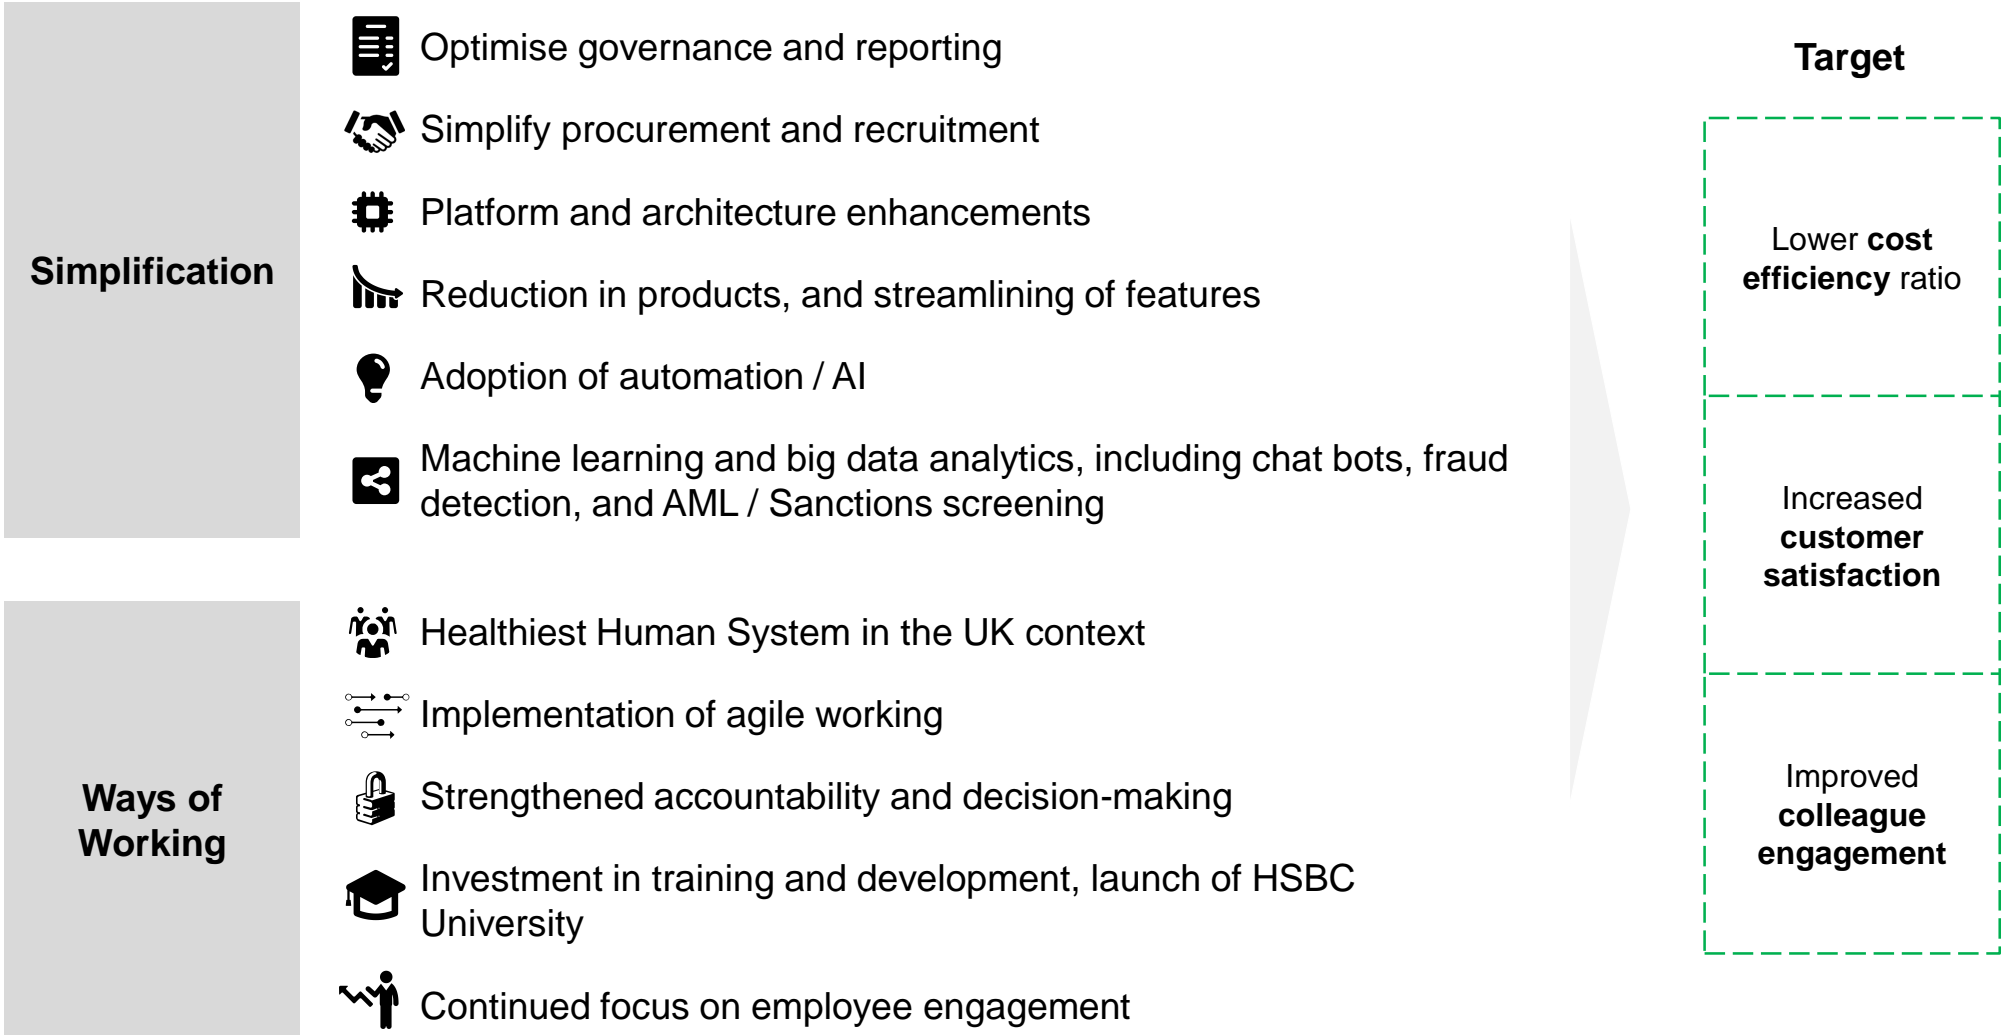 Simplification
Optimise governance and reporting
Simplify procurement and recruitment
Platform and architecture enhancements
Reduction in products, and streamlining of features
Adoption of automation / AI
Machine learning and big data analytics, including chat bots, fraud
detection, and AML / Sanctions screening
Ways of
Working
Healthiest Human System in the UK context
Implementation of agile working
Strengthened accountability and decision-making
Investment in training and development, launch of HSBC
University
Continued focus on employee engagement
Target
Lower cost
efficiency ratio
Increased
customer
satisfaction
Improved
colleague
engagement